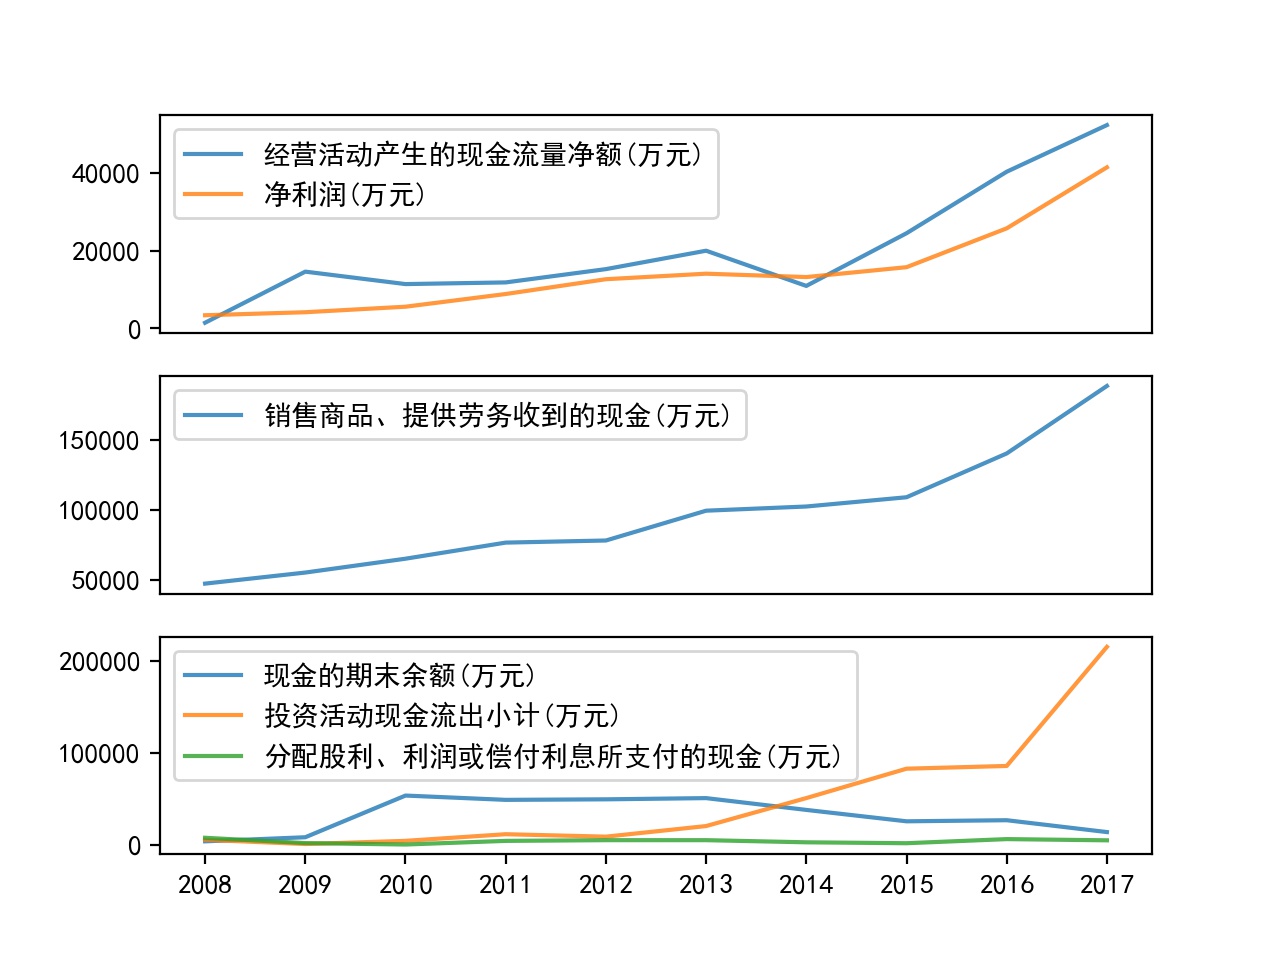 经营活动产生的现金流量净额(万元)
净利润(万元)
40000
20000
0
销售商品、提供劳务收到的现金(万元)
150000
100000
50000
现金的期末余额(万元)
投资活动现金流出小计(万元)
分配股利、利润或偿付利息所支付的现金(万元)
200000
100000
0
2008 2009 2010 2011 2012 2013 2014 2015 2016 2017